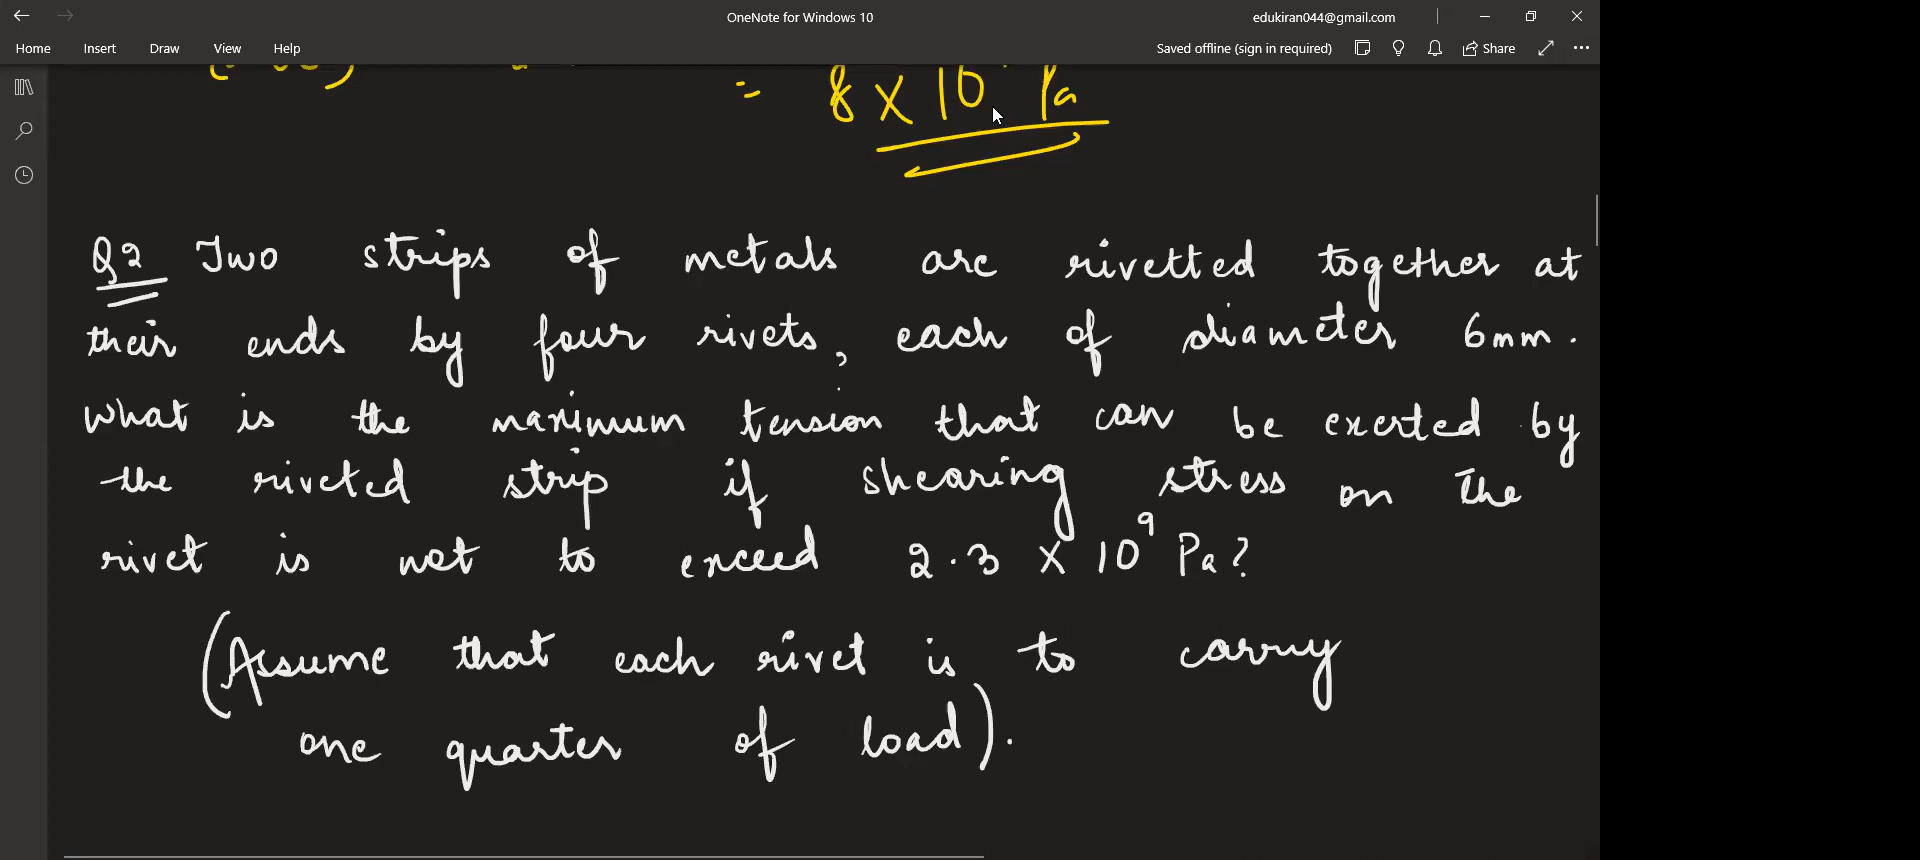 OneNote for Windows 10
edukiran044@gmail.com
Home Insert Draw View Help
Saved offline (sign in required) Share
= 8 × 10 Pa
Q2 Two strips of metals are rivetted together at
their ends by four rivets, each of diameter 6mm.
What is the maximum tension that can be exerted by
the riveted strip if shearing stress on the
rivet is not to exceed 2.3 × 10⁹ Pa?
(Assume that each rivet is to carry
one quarter of load).